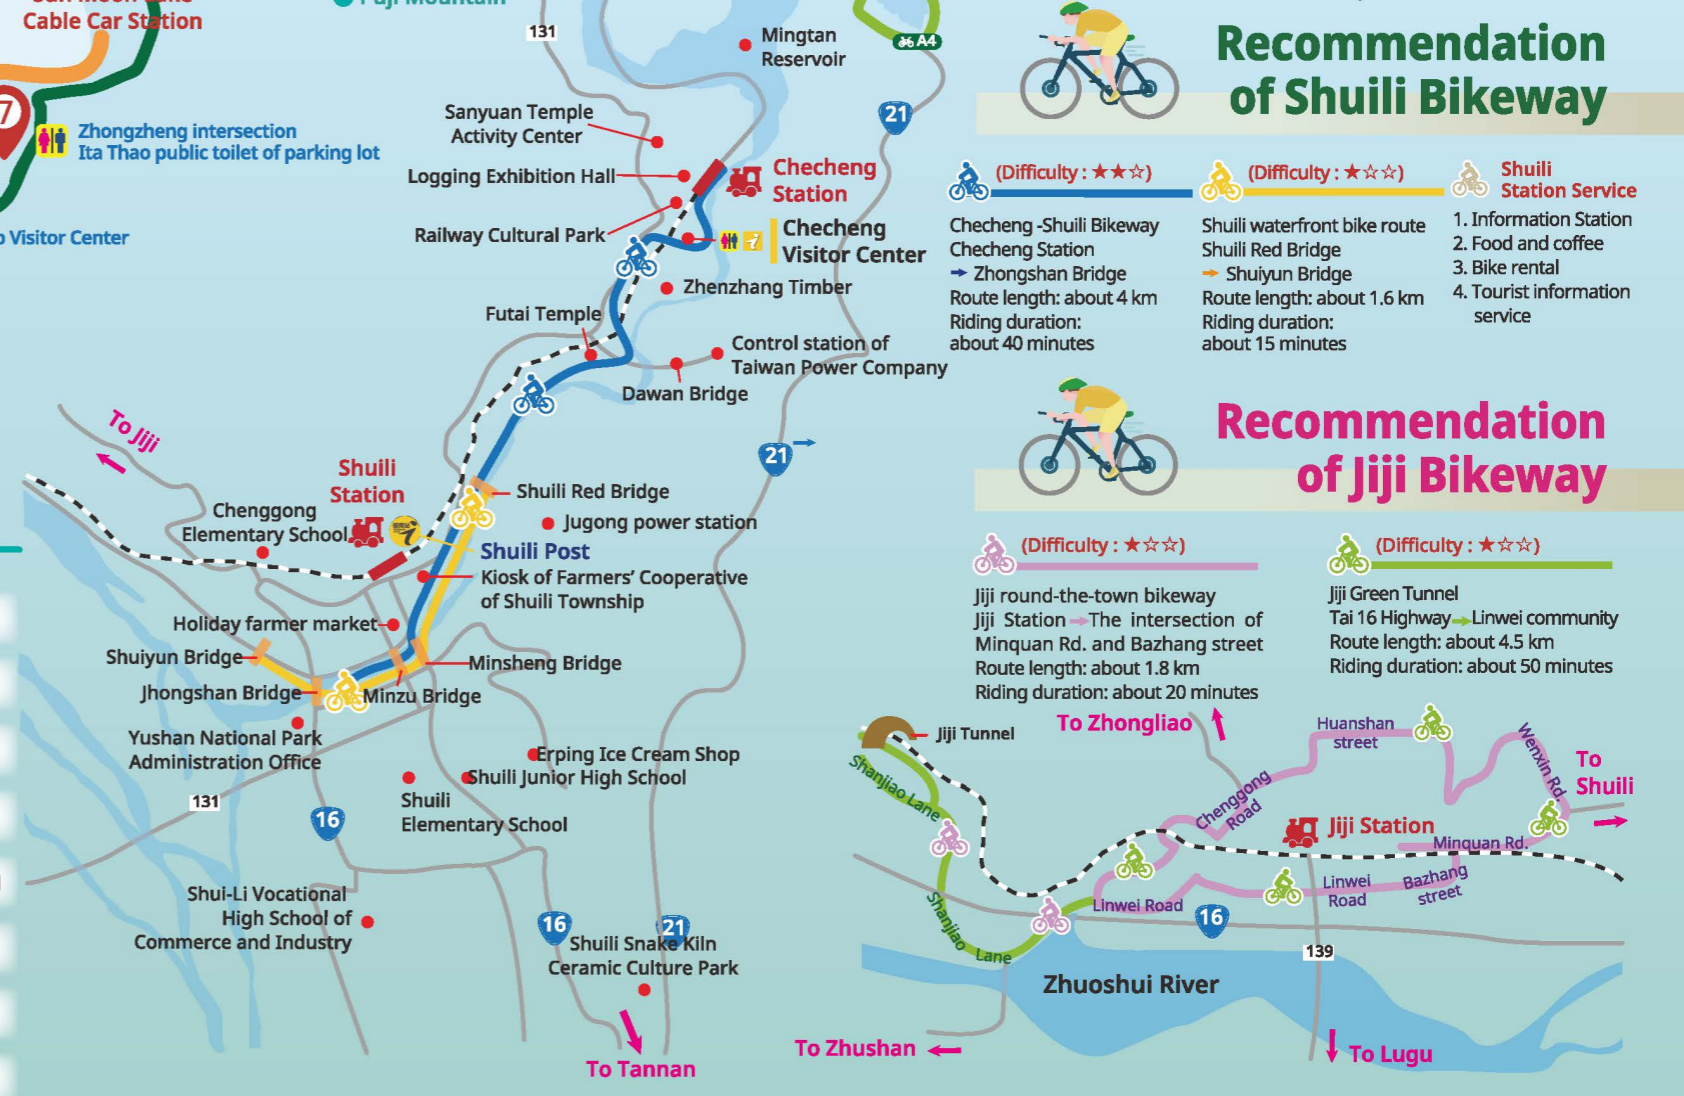 Cable Car Station
7
Zhongzheng intersection
Ita Thao public toilet of parking lot
Visitor Center
131
Mingtan
Reservoir
A4
21
Sanyuan Temple
Activity Center
Logging Exhibition Hall
Checheng
Station
Railway Cultural Park
Checheng
Visitor Center
Zhenzhang Timber
Futai Temple
Control station of
Taiwan Power Company
Dawan Bridge
21
To Jiji
Shuili
Station
Shuili Red Bridge
Chenggong
Elementary School
Jugong power station
Shuili Post
Kiosk of Farmers' Cooperative
of Shuili Township
Holiday farmer market
Shuiyun Bridge
Minsheng Bridge
Jhongshan Bridge
Minzu Bridge
Yushan National Park
Administration Office
Erping Ice Cream Shop
Shuili Junior High School
Shuili
Elementary School
131
16
Shui-Li Vocational
High School of
Commerce and Industry
16
21
Shuili Snake Kiln
Ceramic Culture Park
To Tannan
Recommendation
of Shuili Bikeway
(Difficulty : ★★☆)
Checheng -Shuili Bikeway
Checheng Station
→ Zhongshan Bridge
Route length: about 4 km
Riding duration:
about 40 minutes
(Difficulty : ★☆☆)
Shuili waterfront bike route
Shuili Red Bridge
→ Shuiyun Bridge
Route length: about 1.6 km
Riding duration:
about 15 minutes
Shuili
Station Service
1. Information Station
2. Food and coffee
3. Bike rental
4. Tourist information
service
Recommendation
of Jiji Bikeway
(Difficulty : ★☆☆)
Jiji round-the-town bikeway
Jiji Station→The intersection of
Minquan Rd. and Bazhang street
Route length: about 1.8 km
Riding duration: about 20 minutes
(Difficulty : ★☆☆)
Jiji Green Tunnel
Tai 16 Highway→Linwei community
Route length: about 4.5 km
Riding duration: about 50 minutes
Jiji Tunnel
To Zhongliao
Huanshan
street
Wenxin Rd.
To
Shuili
Shanjiao Lane
Chenggong
Road
Jiji Station
Minquan Rd.
Linwei
Road
Bazhang
street
Linwei Road
16
Shanjiao Lane
139
Zhuoshui River
To Zhushan
To Lugu